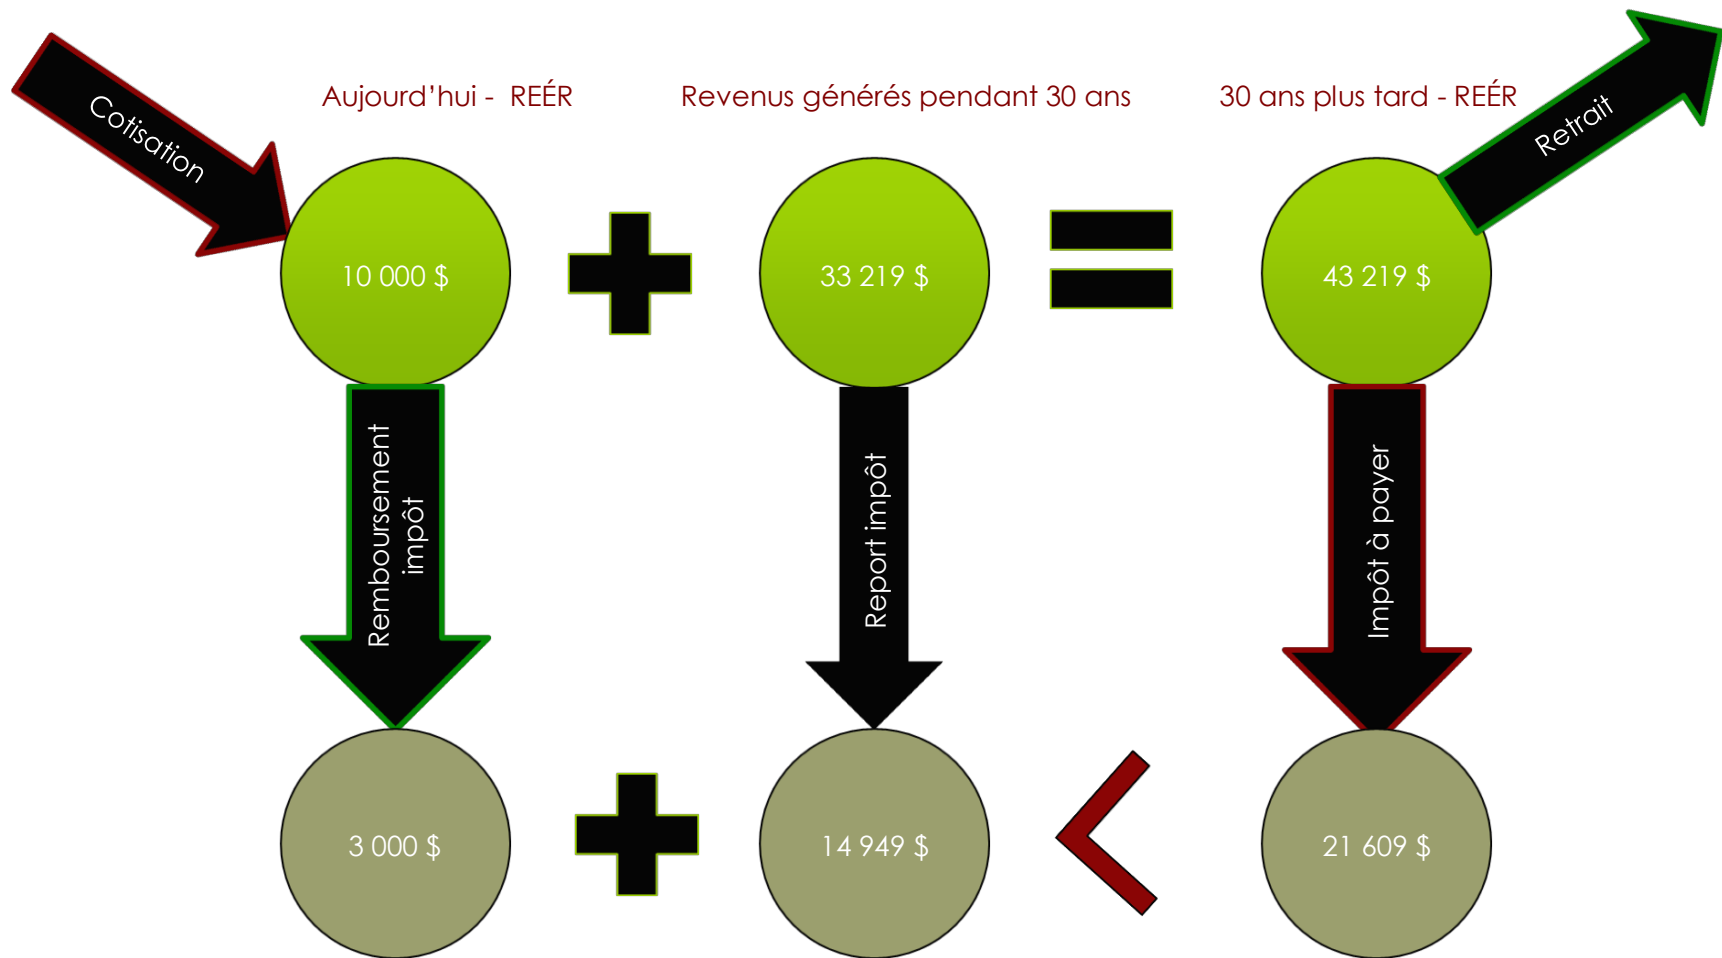 Cotisation
Aujourd’hui - REÉR
Revenus générés pendant 30 ans
30 ans plus tard - REÉR
Retrait
10 000 $
33 219 $
43 219 $
Remboursement
impôt
Report impôt
Impôt à payer
3 000 $
14 949 $
21 609 $